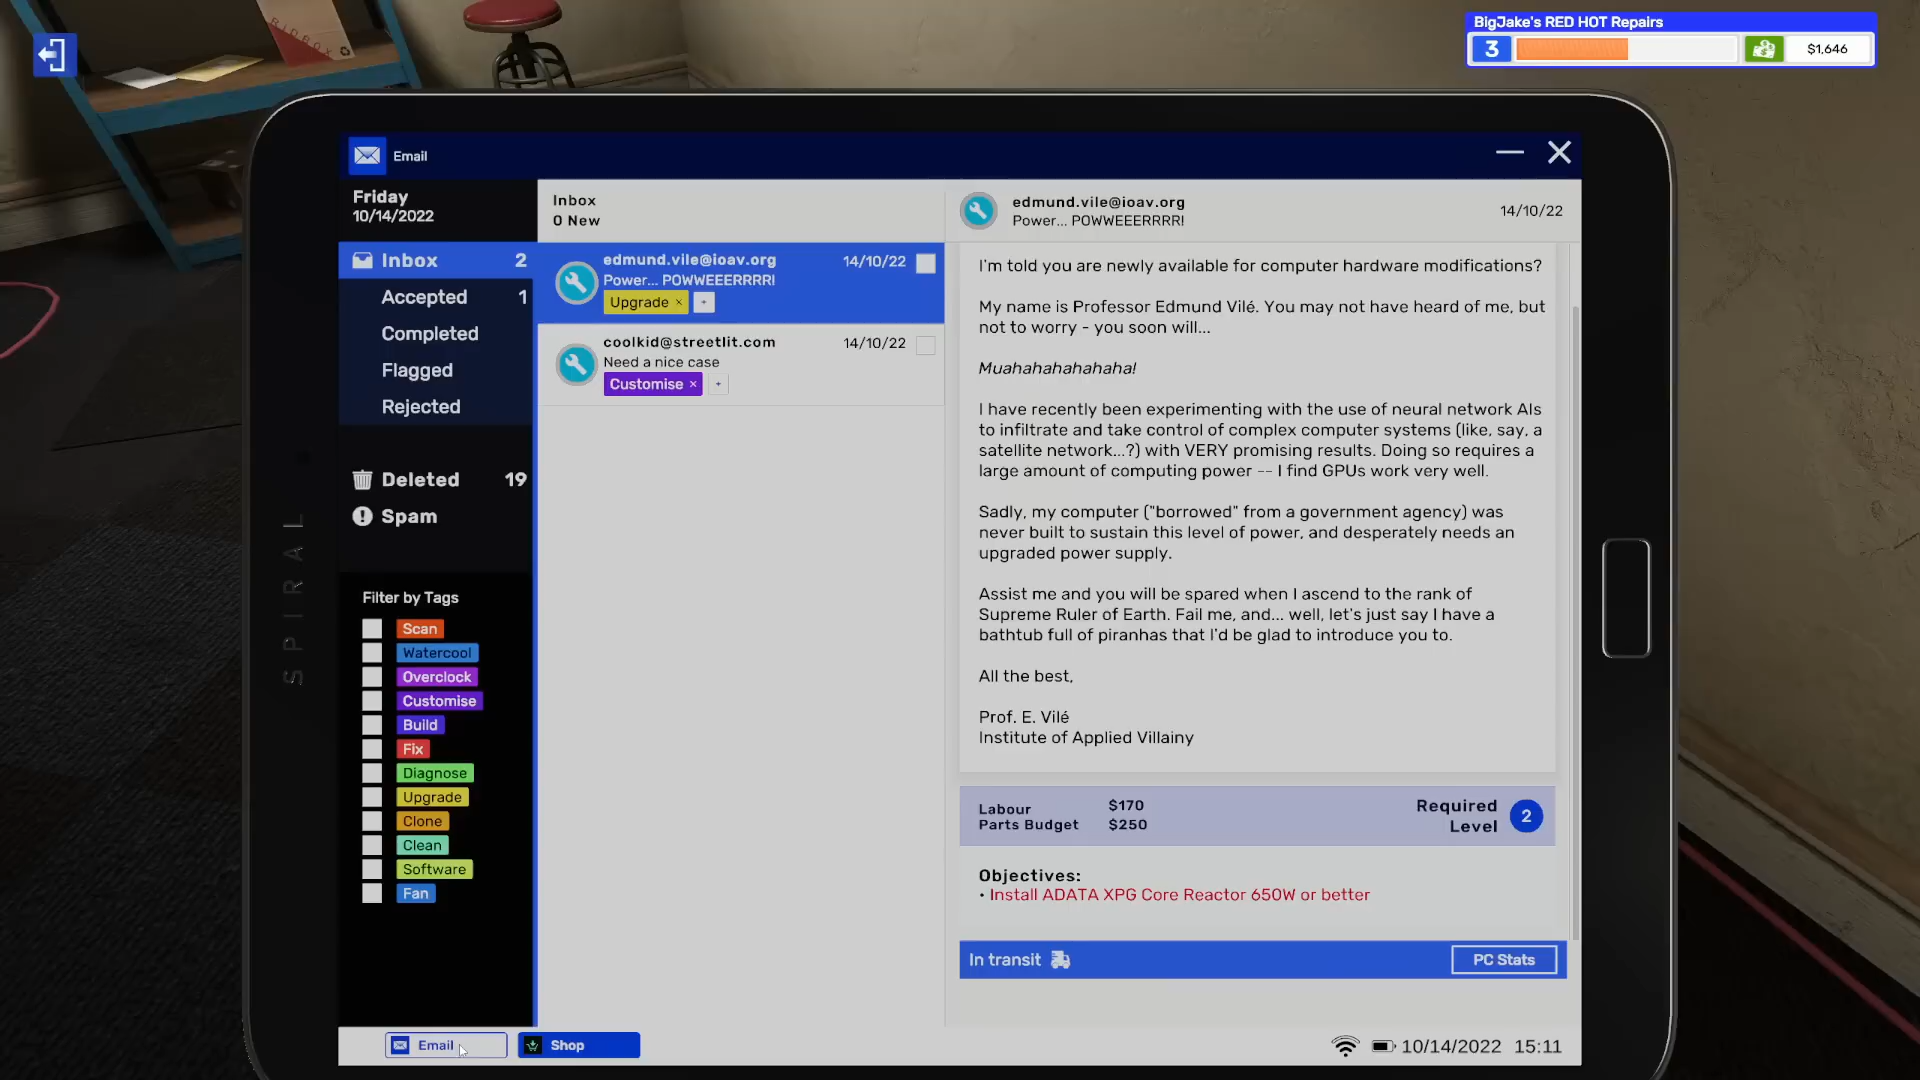 BigJake's RED HOT Repairs
3
$1,646
Email
Friday
10/14/2022
Inbox 2
Accepted 1
Completed
Flagged
Rejected
Deleted 19
Spam
Filter by Tags
Scan
Watercool
Overclock
Customise
Build
Fix
Diagnose
Upgrade
Clone
Clean
Software
Fan
Inbox
0 New
edmund.vile@ioav.org 14/10/22
Power... POWWEEERRRR!
Upgrade × +
coolkid@streetlit.com 14/10/22
Need a nice case
Customise × +
edmund.vile@ioav.org
Power... POWWEEERRRR!
14/10/22
I'm told you are newly available for computer hardware modifications?
My name is Professor Edmund Vilé. You may not have heard of me, but
not to worry - you soon will...
Muahahahahahaha!
I have recently been experimenting with the use of neural network AIs
to infiltrate and take control of complex computer systems (like, say, a
satellite network...?) with VERY promising results. Doing so requires a
large amount of computing power -- I find GPUs work very well.
Sadly, my computer ("borrowed" from a government agency) was
never built to sustain this level of power, and desperately needs an
upgraded power supply.
Assist me and you will be spared when I ascend to the rank of
Supreme Ruler of Earth. Fail me, and... well, let's just say I have a
bathtub full of piranhas that I'd be glad to introduce you to.
All the best,
Prof. E. Vilé
Institute of Applied Villainy
Labour $170
Parts Budget $250
Required
Level 2
Objectives:
• Install ADATA XPG Core Reactor 650W or better
In transit
PC Stats
Email
Shop
10/14/2022 15:11
SPIRAL